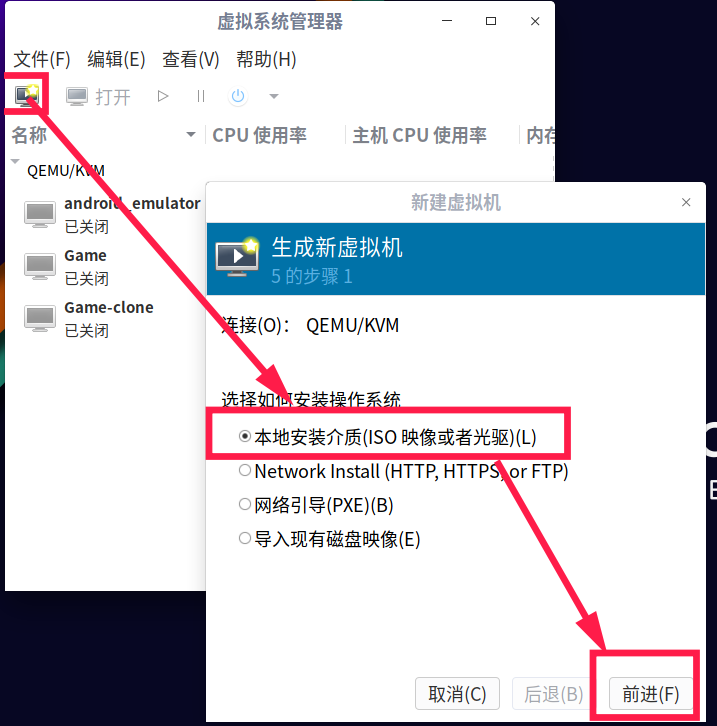 虚拟系统管理器
文件(F) 编辑(E) 查看(V) 帮助(H)
打开
名称 CPU 使用率 主机 CPU 使用率 内存
QEMU/KVM
android_emulator
已关闭
Game
已关闭
Game-clone
已关闭
新建虚拟机
生成新虚拟机
5 的步骤 1
连接(O)： QEMU/KVM
选择如何安装操作系统
本地安装介质(ISO 映像或者光驱)(L)
Network Install (HTTP, HTTPS, or FTP)
网络引导(PXE)(B)
导入现有磁盘映像(E)
取消(C) 后退(B) 前进(F)